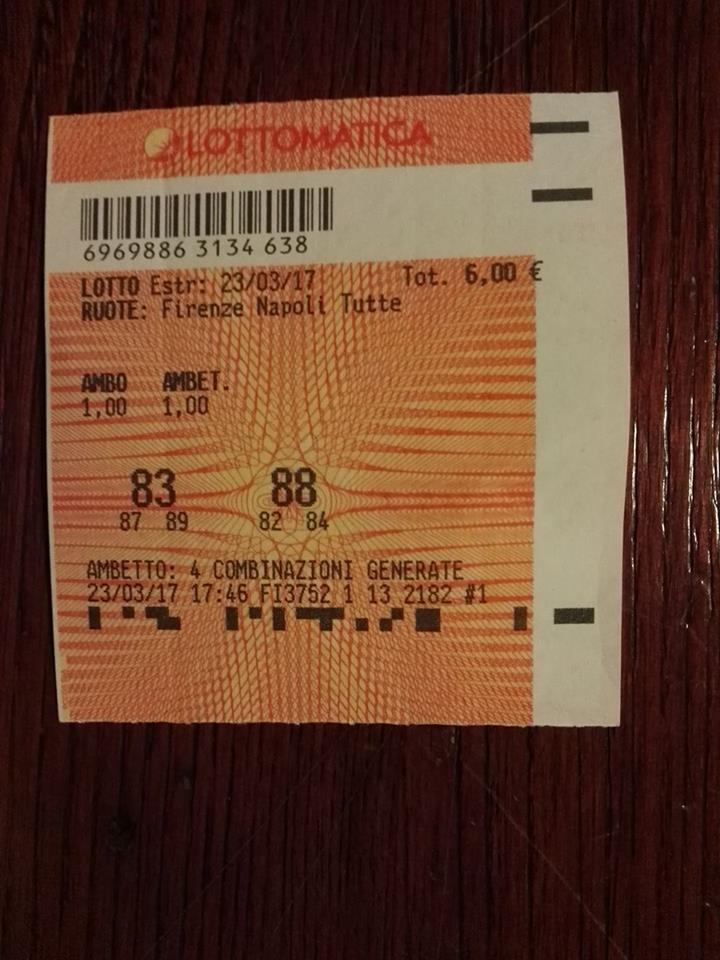 LOTTOMATICA
6969886 3134 638
LOTTO Estr: 23/03/17 Tot. 6,00 €
RUOTE: Firenze Napoli Tutte
AMBO AMBET.
1,00 1,00
83 88
87 89 82 84
AMBETTO: 4 COMBINAZIONI GENERATE
23/03/17 17:46 FI3752 1 13 2182 #1